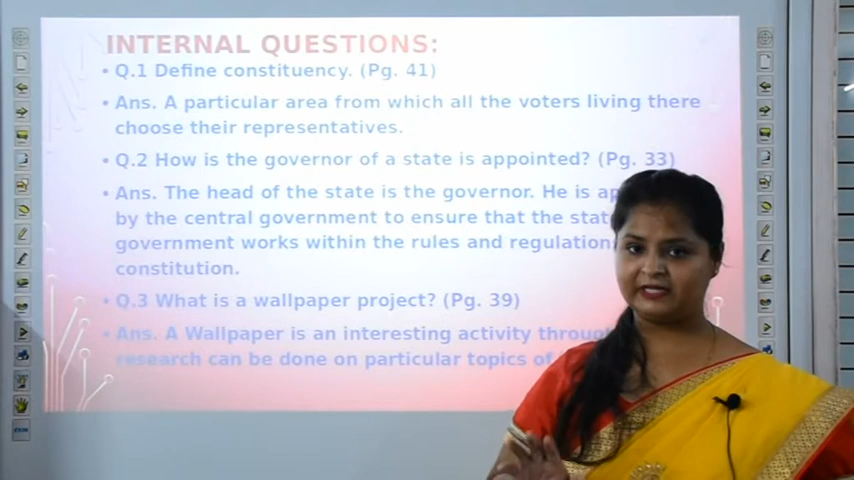 INTERNAL QUESTIONS:
• Q.1 Define constituency. (Pg. 41)
• Ans. A particular area from which all the voters living there
choose their representatives.
• Q.2 How is the governor of a state is appointed? (Pg. 33)
• Ans. The head of the state is the governor. He is
by the central government to ensure that the
government works within the rules and
constitution.
• Q.3 What is a wallpaper project? (Pg. 39)
• Ans. A Wallpaper is an interesting activity
research can be done on particular topics of